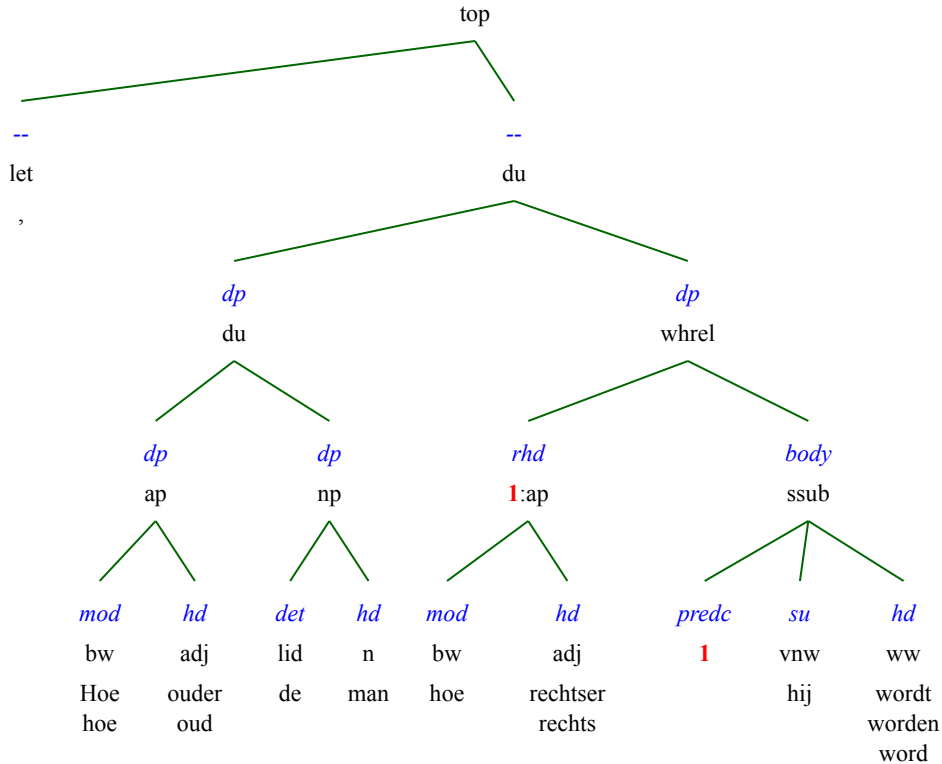 top
-- --
let du
,
dp dp
du whrel
dp dp rhd body
ap np 1:ap ssub
mod hd det hd mod hd predc su hd
bw adj lid n bw adj 1 vnw ww
Hoe ouder de man hoe rechtser hij wordt
hoe oud rechts worden
word